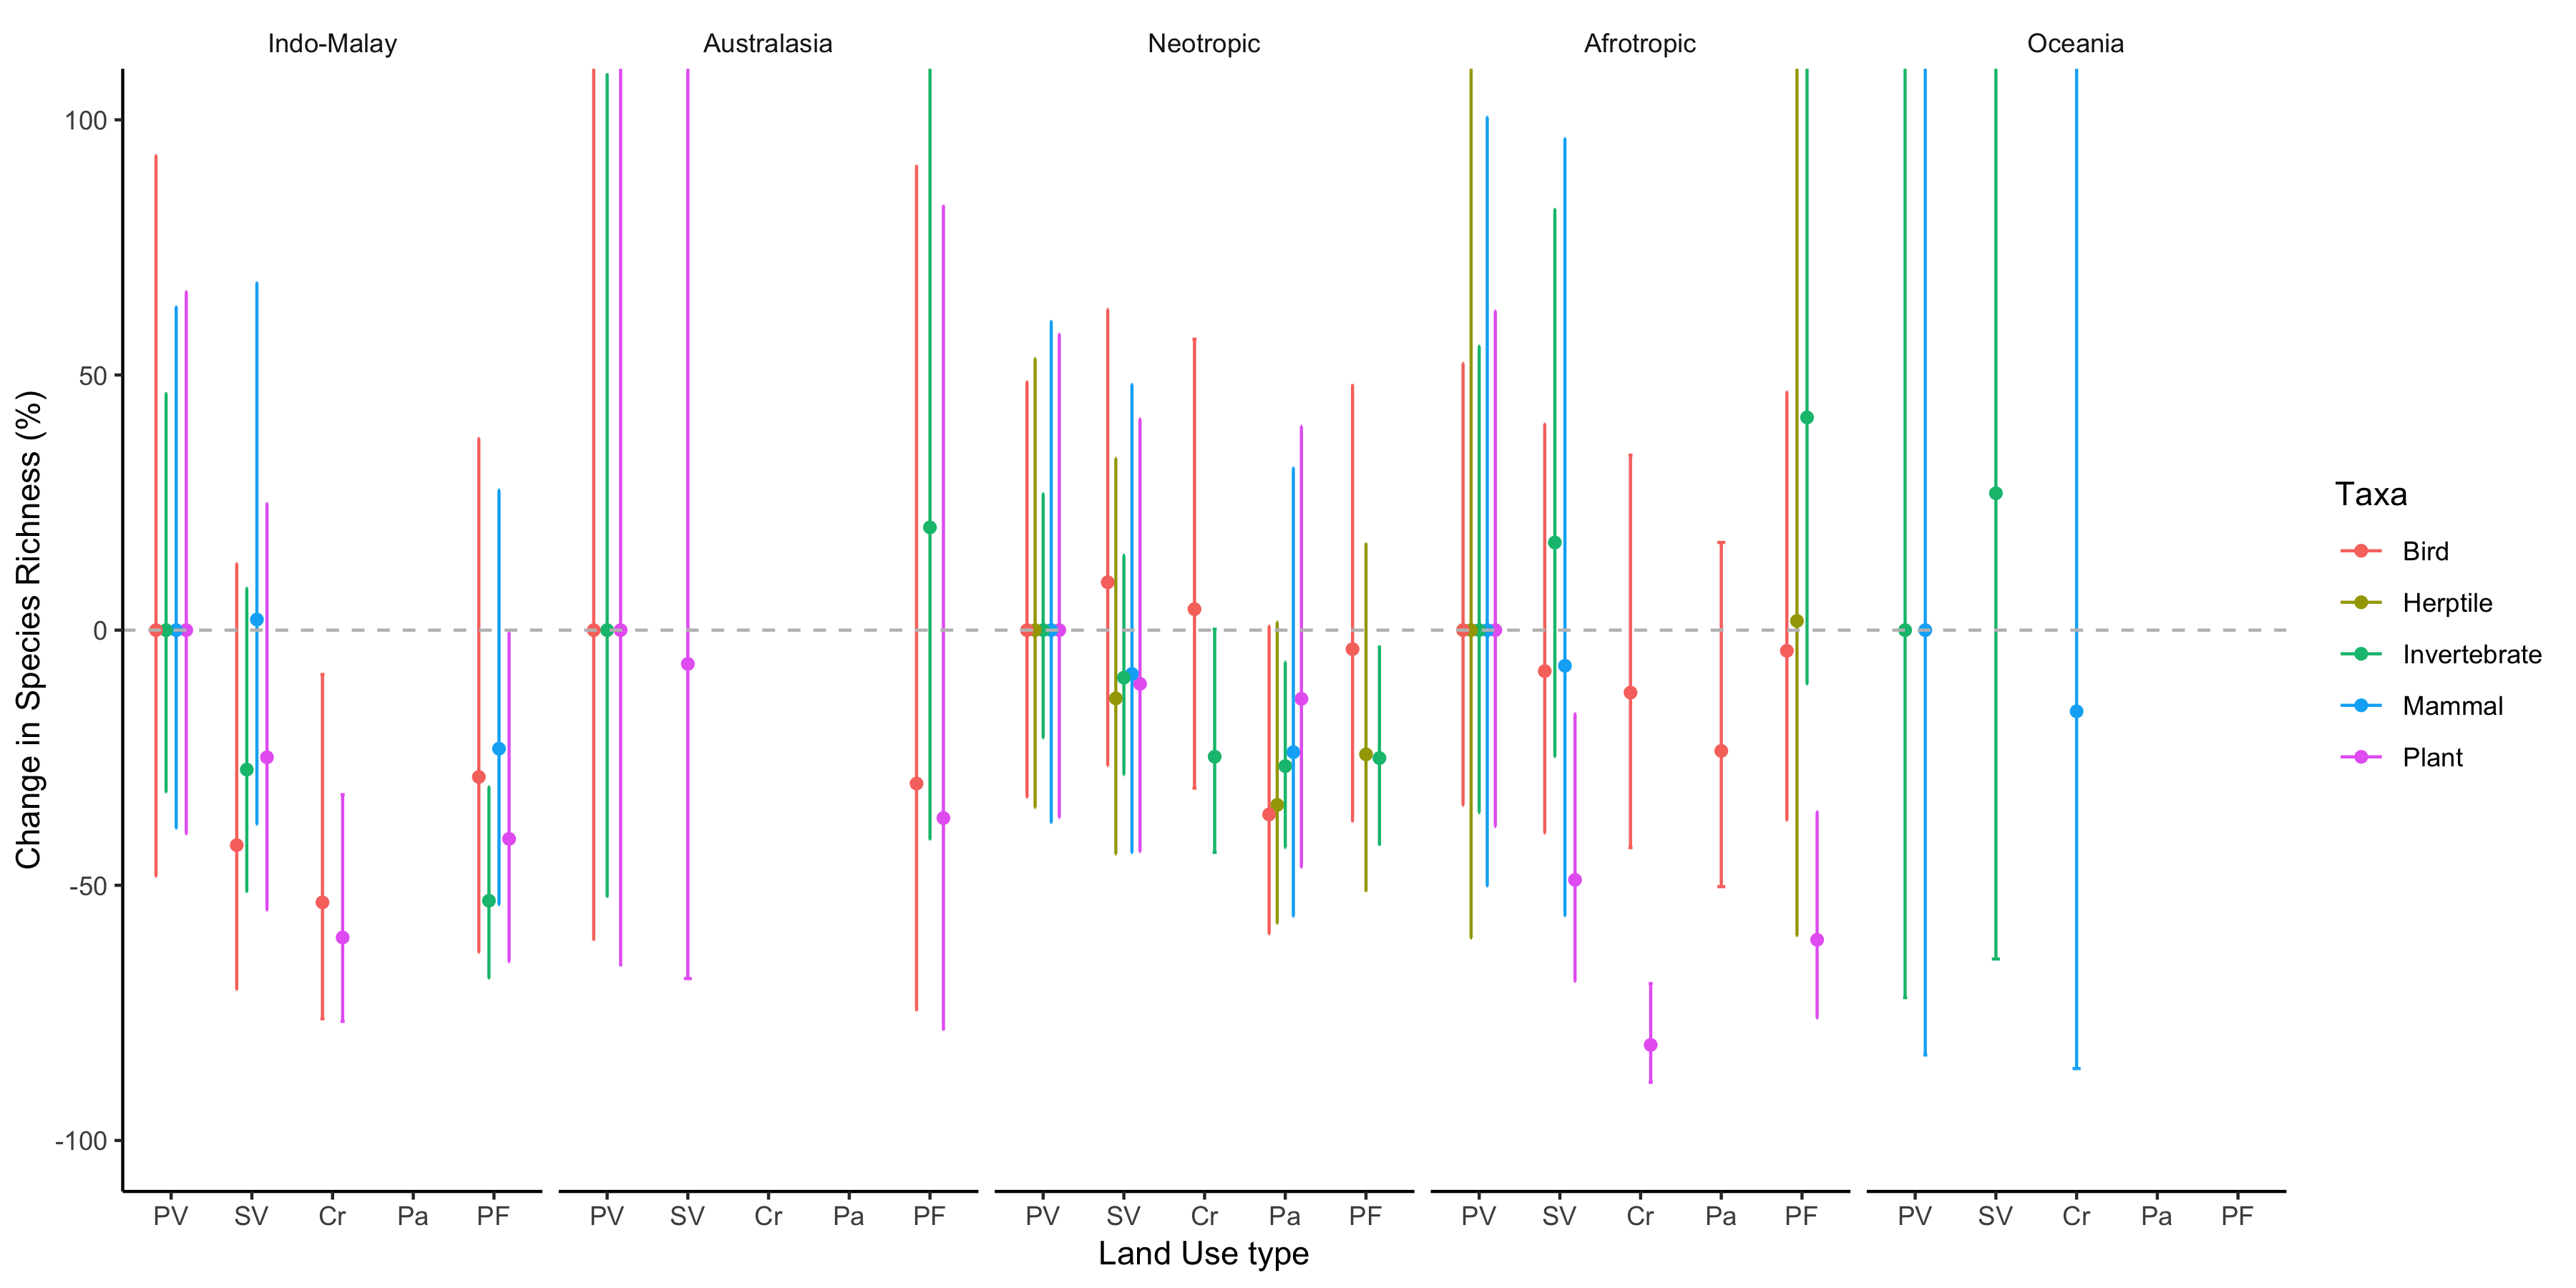 Indo-Malay Australasia Neotropic Afrotropic Oceania
100
50
0
-50
-100
Change in Species Richness (%)
PV SV Cr Pa PF PV SV Cr Pa PF PV SV Cr Pa PF PV SV Cr Pa PF PV SV Cr Pa PF
Land Use type
Taxa
Bird
Herptile
Invertebrate
Mammal
Plant